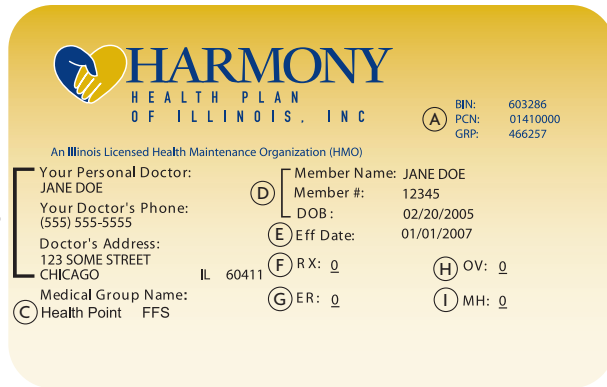 HARMONY
HEALTH PLAN
OF ILLINOIS, INC
A
BIN: 603286
PCN: 01410000
GRP: 466257
An Illinois Licensed Health Maintenance Organization (HMO)
Your Personal Doctor:
JANE DOE
Your Doctor's Phone:
(555) 555-5555
Doctor's Address:
123 SOME STREET
CHICAGO IL 60411
Medical Group Name:
C Health Point FFS
D
Member Name: JANE DOE
Member #: 12345
DOB: 02/20/2005
E Eff Date: 01/01/2007
F RX: 0
H OV: 0
G ER: 0
I MH: 0